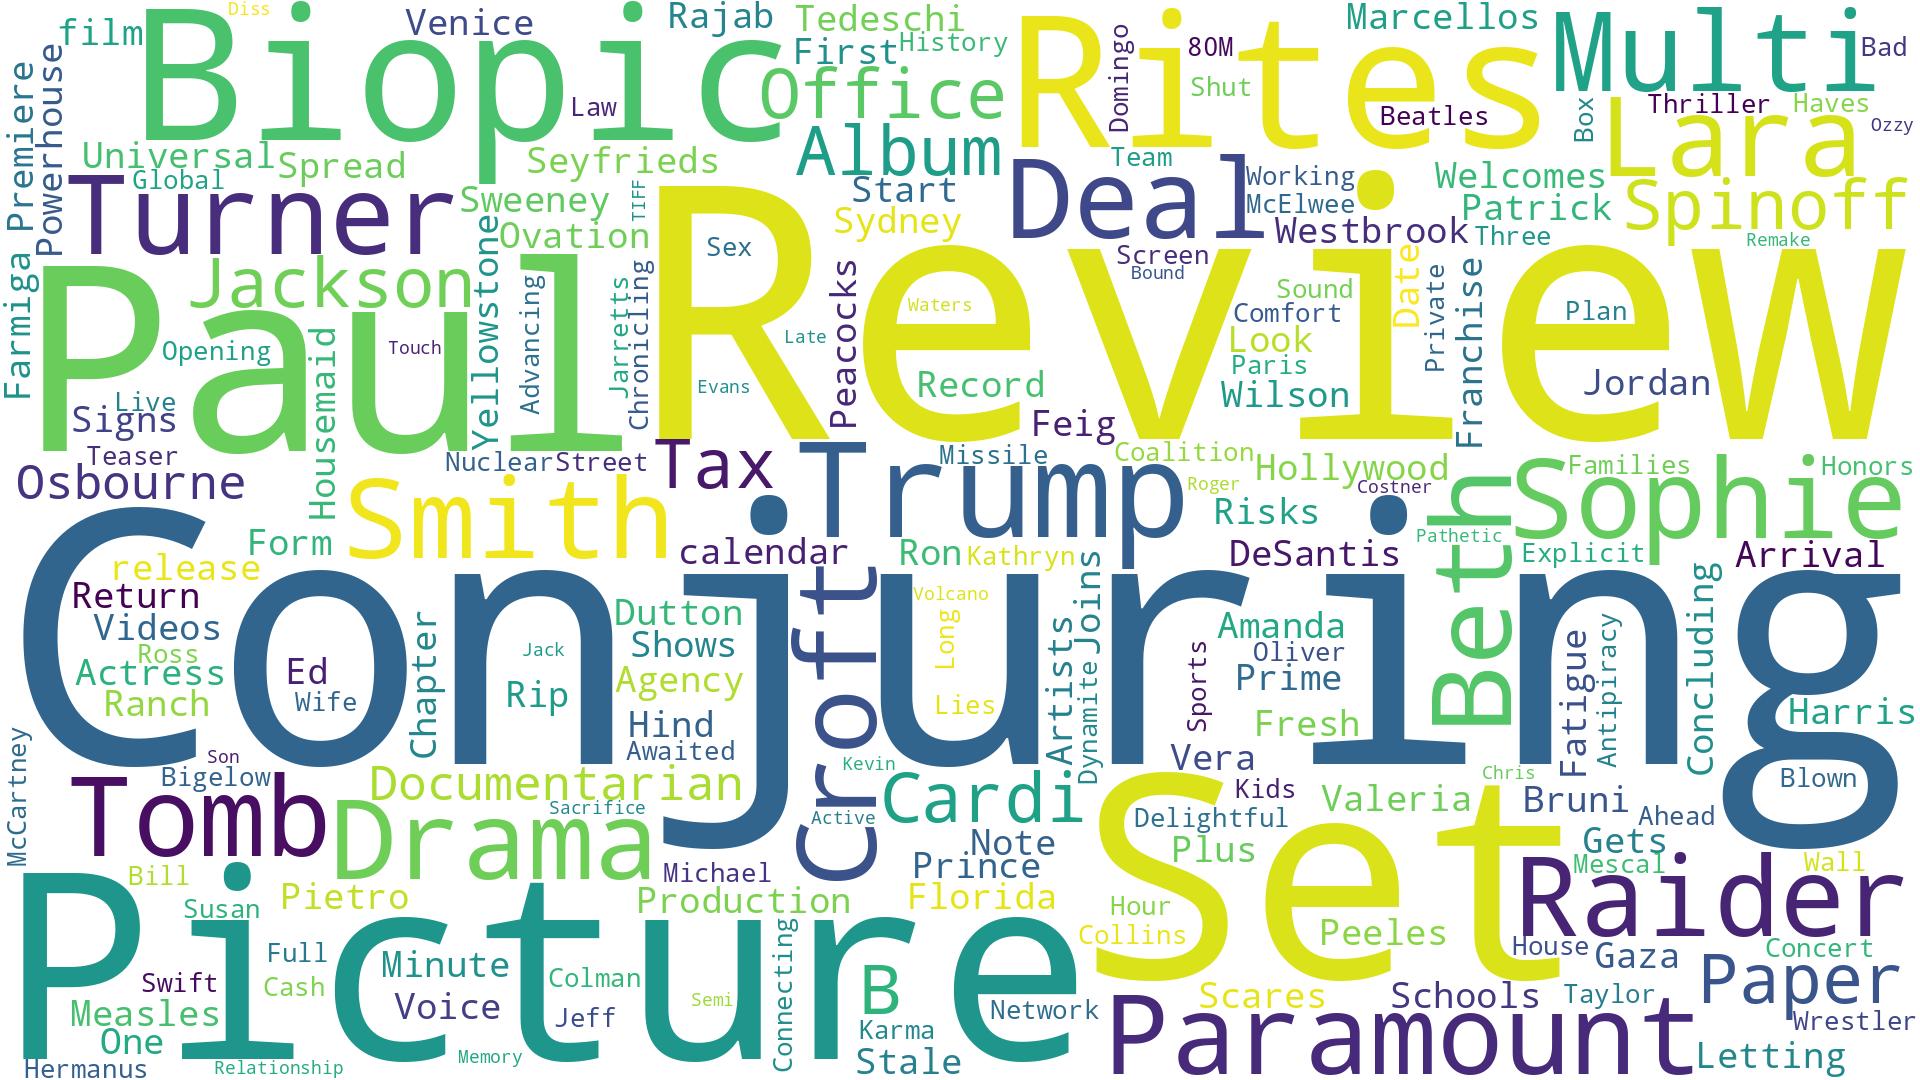 Diss
film
Biopic
Venice
Rajab
Tedeschi
First
History
Rites
Domingo
8OM
Shut
Marcellos
Multi
Bad
Law
Office
Beatles
Box
Thriller
Haves
Ozzy
Premiere
Powerhouse
Universal
Global
Spread
Seyfrieds
Album
Team
Lara
Turner
Sweeney
TIFF
Start
Deal
Working
McElwee
Welcomes
Patrick
Spinoff
Ovation
Sydney
Westbrook
Three
Remake
Farmiga
Paul
Jackson
Yellowstone
Review
Sex
Screen
Bound
Date
Private
Franchise
Opening
Touch
Advancing
Jarretts
Chronicling
Late
Peacocks
Waters
Sound
Comfort
Look
Paris
Wilson
Plan
Jordan
Live
Signs
Housemaid
Evans
Record
Feig
Teaser
Osbourne
Nuclear
Street
Tax
Trump
Missile
Coalition
Roger
Hollywood
Costner
Risks
Beth
Sophie
Families
Honors
Smith
Form
calendar
Ron
Kathryn
DeSantis
Pathetic
Explicit
Arrival
release
Return
Videos
Ross
Actress
Ranch
Conjuring
Ed
Wife
Chapter
Jack
Rip
Dutton
Shows
Agency
Hind
Awaited
Croft
Volcano
Long
Lies
Artists
Joins
Dynamite
Sports
Amanda
Oliver
Prime
Fresh
Vera
Fatigue
Antipiracy
Concluding
Harris
Blown
McCartney
Son
Bigelow
Tomb
Documentarian
Drama
Sacrifice
Kevin
Active
Cardi
Kids
Delightful
Plus
Valeria
Chris
Bruni
Ahead
Gets
Mescal
Wall
Set
Note
Prince
Bill
Susan
Pietro
Michael
Production
Florida
Hour
Collins
Peeles
Raider
Picture
Full
Swift
Cash
Minute
Voice
Colman
Jeff
Semi
Connecting
B
Karma
Stale
Network
House
Gaza
Concert
Paper
Measles
One
Hermanus
Relationship
Memory
Scares
Schools
Taylor
Paramount
Wrestler
Letting